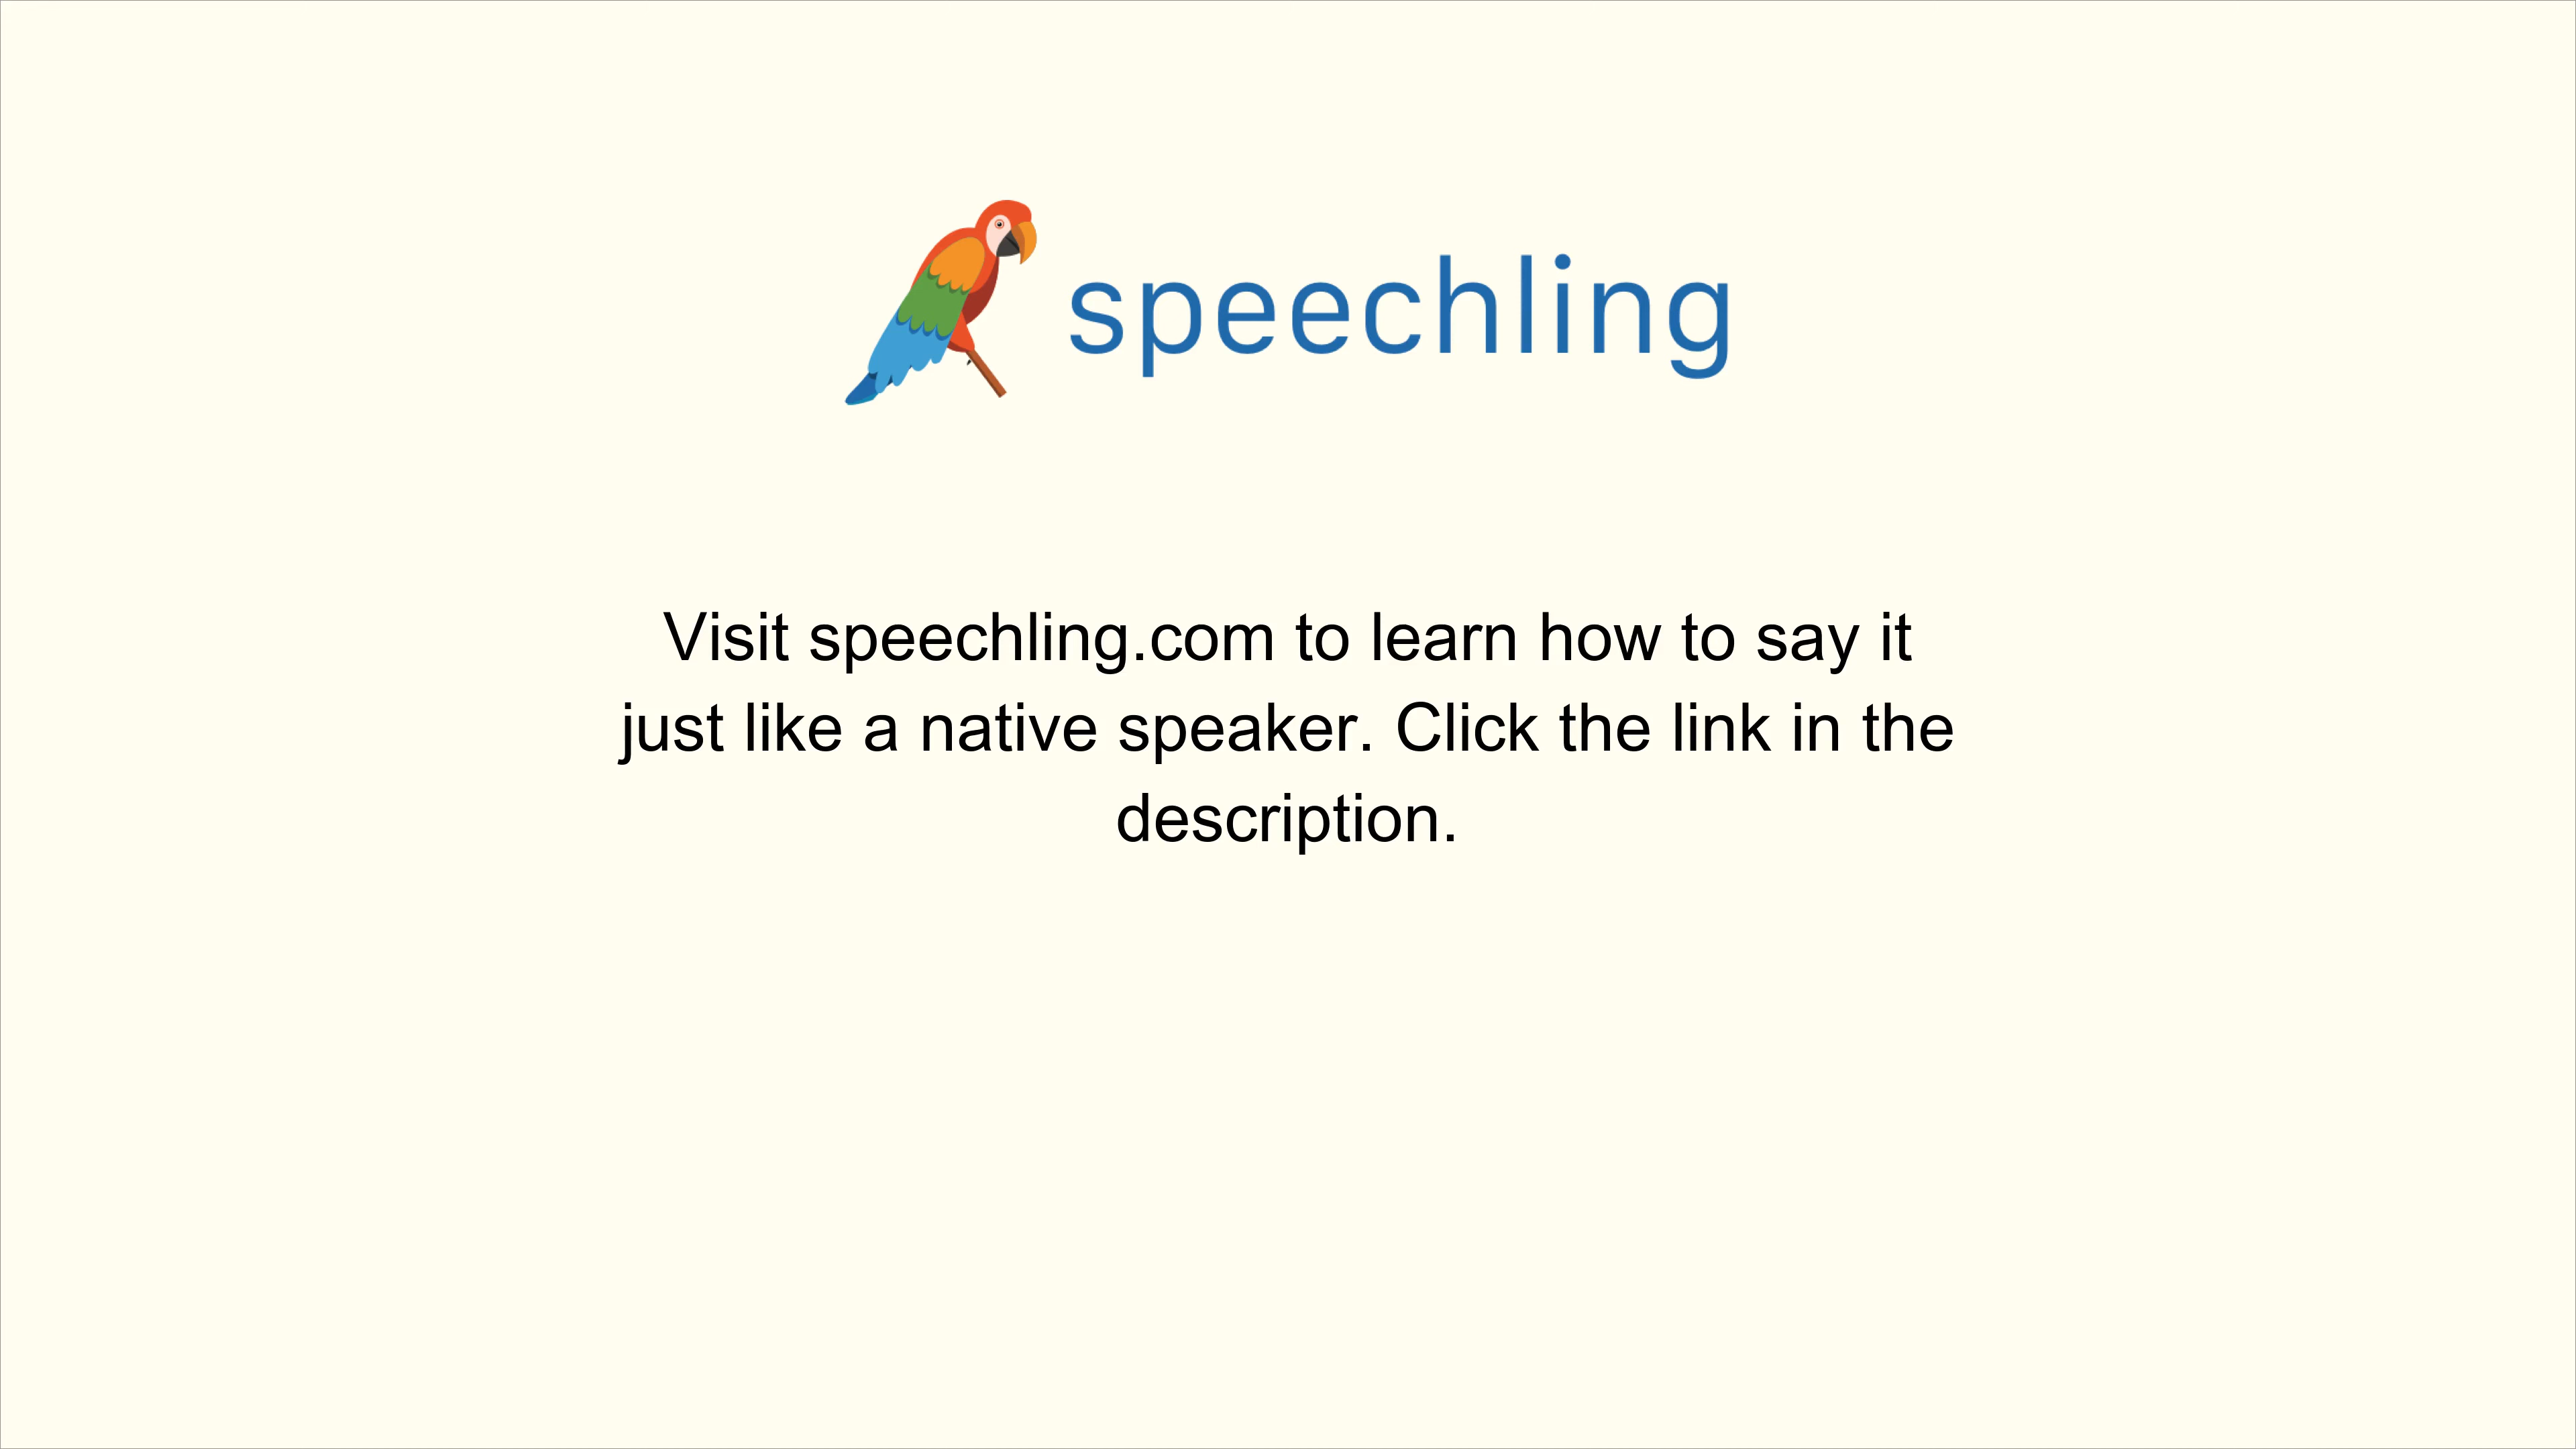 speechling
Visit speechling.com to learn how to say it
just like a native speaker. Click the link in the
description.